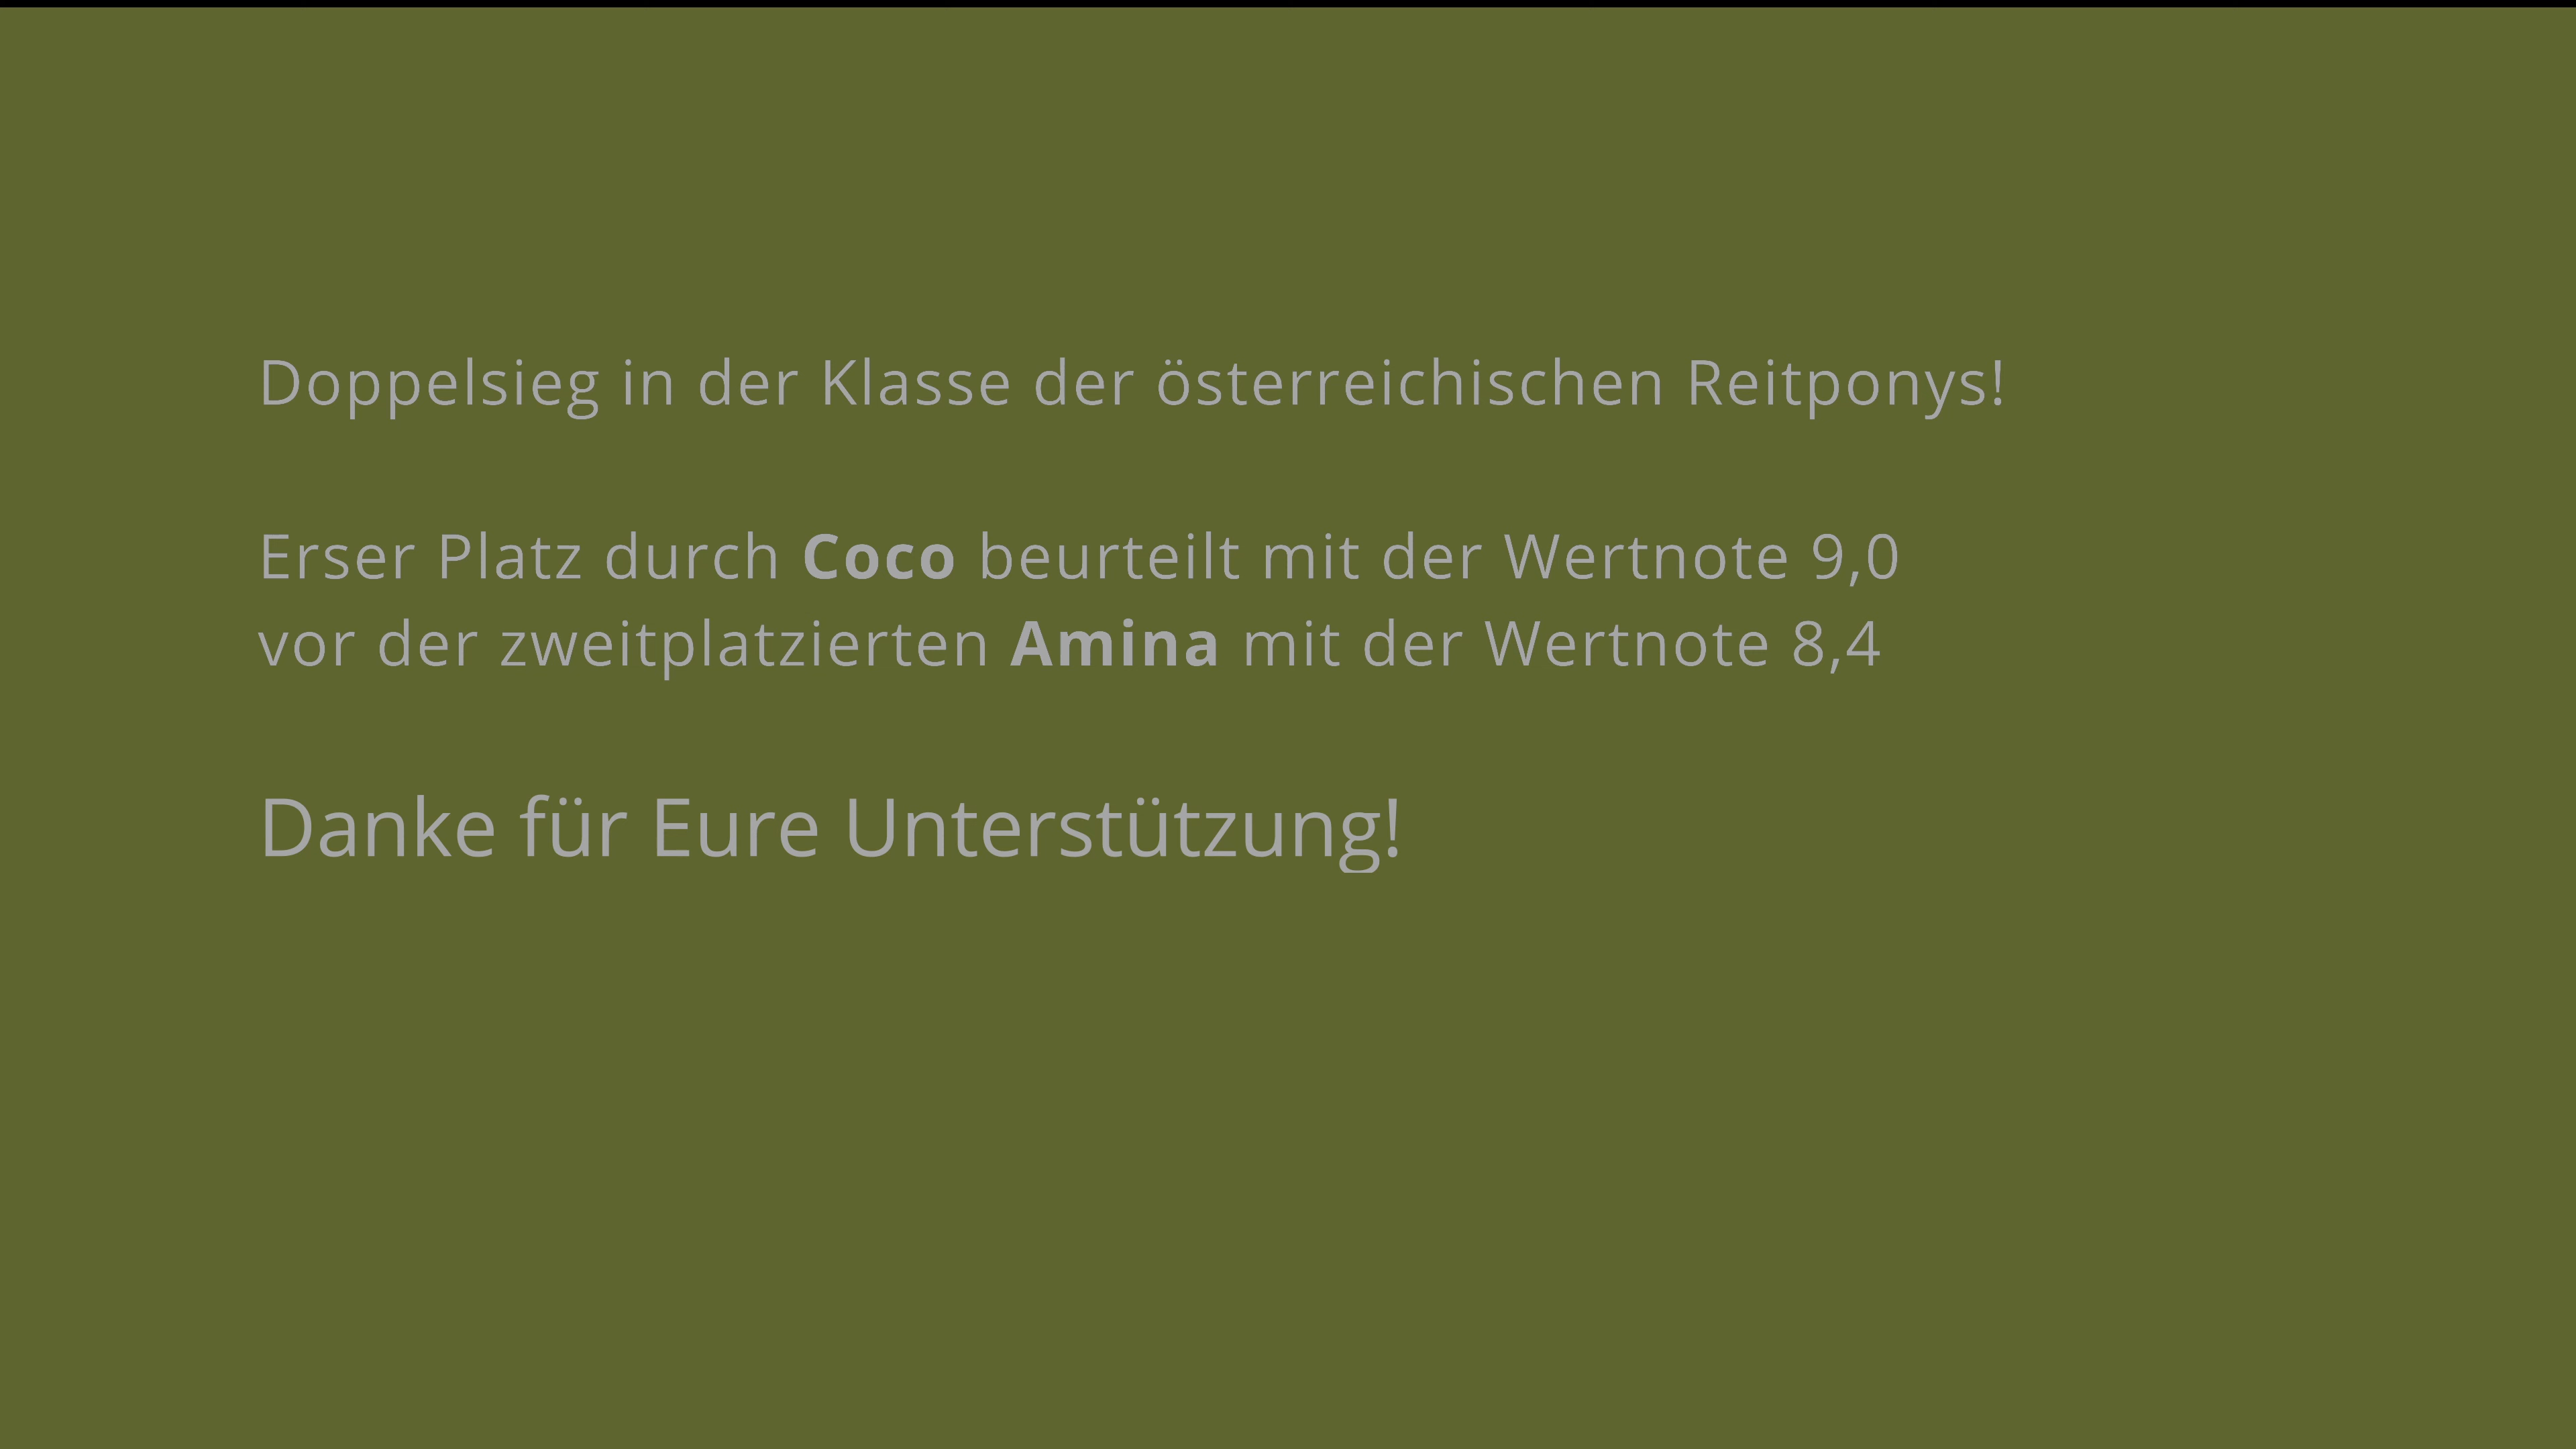 Doppelsieg in der Klasse der österreichischen Reitponys!
Erser Platz durch Coco beurteilt mit der Wertnote 9,0
vor der zweitplatzierten Amina mit der Wertnote 8,4
Danke für Eure Unterstützung!